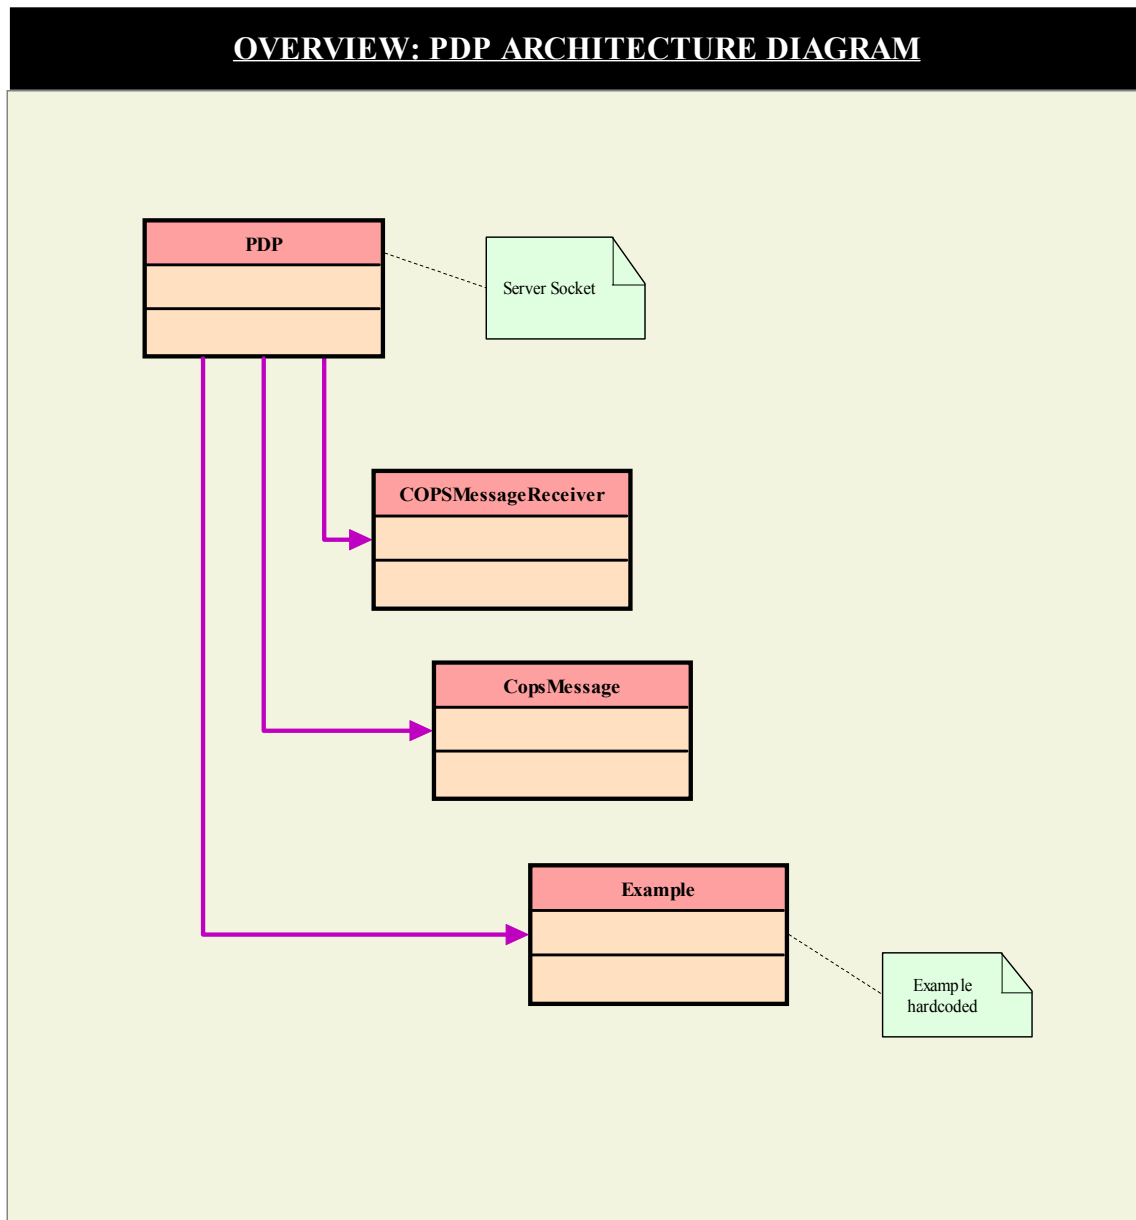 OVERVIEW: PDP ARCHITECTURE DIAGRAM
PDP
Server Socket
COPSMessageReceiver
CopsMessage
Example
Example
hardcoded